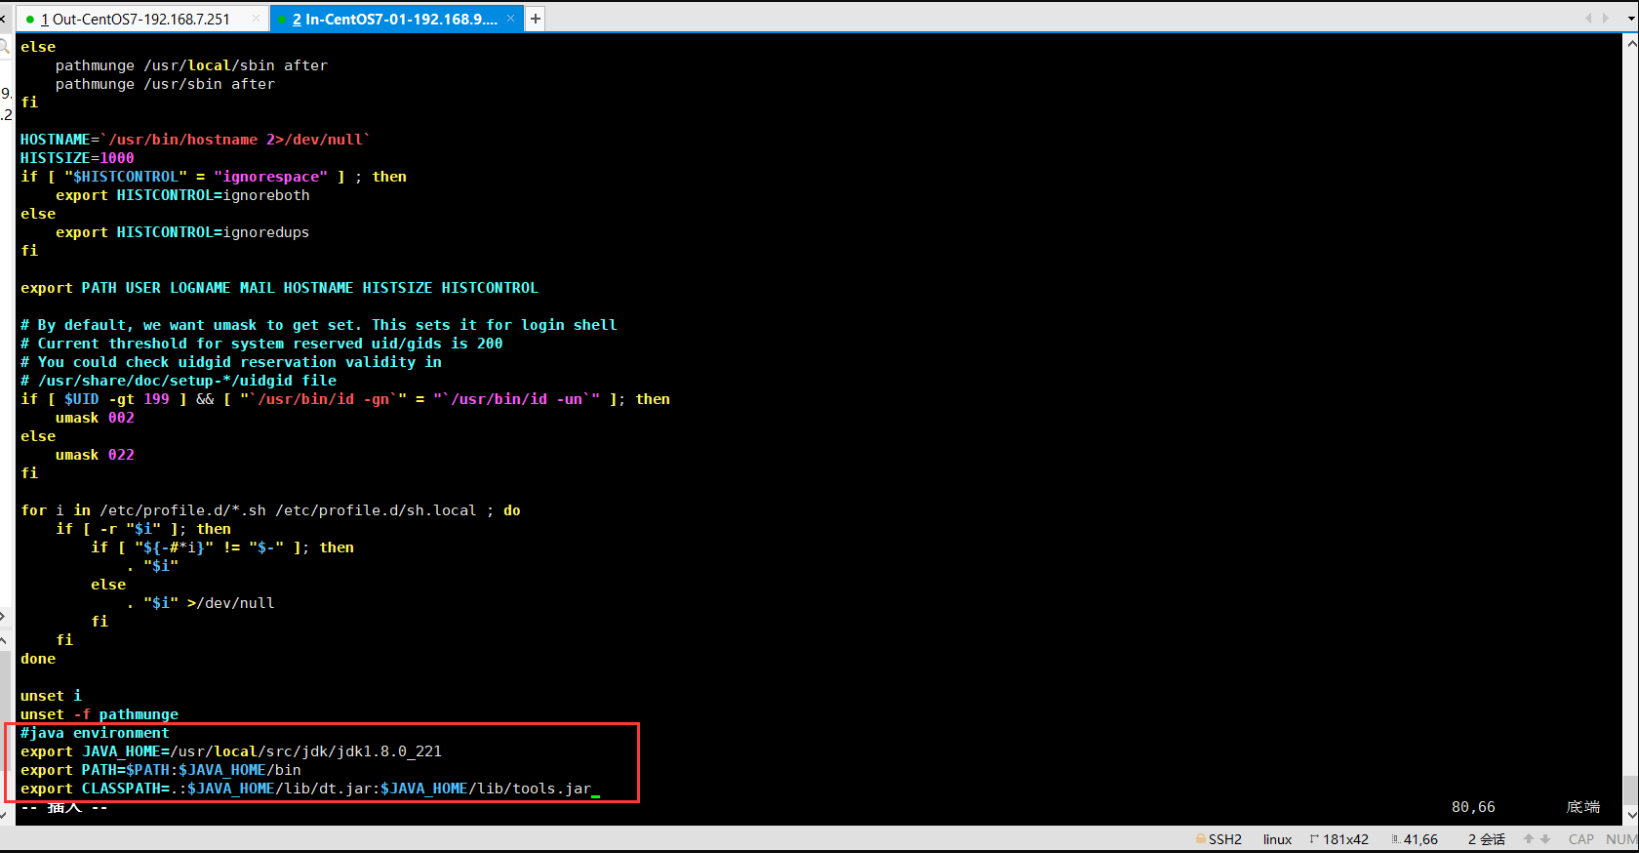 1 Out-CentOS7-192.168.7.251
2 In-CentOS7-01-192.168.9....
else
    pathmunge /usr/local/sbin after
    pathmunge /usr/sbin after
fi
HOSTNAME=`/usr/bin/hostname 2>/dev/null`
HISTSIZE=1000
if [ "$HISTCONTROL" = "ignorespace" ] ; then
    export HISTCONTROL=ignoreboth
else
    export HISTCONTROL=ignoredups
fi
export PATH USER LOGNAME MAIL HOSTNAME HISTSIZE HISTCONTROL
# By default, we want umask to get set. This sets it for login shell
# Current threshold for system reserved uid/gids is 200
# You could check uidgid reservation validity in
# /usr/share/doc/setup-*/uidgid file
if [ $UID -gt 199 ] && [ "`/usr/bin/id -gn`" = "`/usr/bin/id -un`" ]; then
    umask 002
else
    umask 022
fi
for i in /etc/profile.d/*.sh /etc/profile.d/sh.local ; do
    if [ -r "$i" ]; then
        if [ "${-#*i}" != "$-" ]; then
            . "$i"
        else
            . "$i" >/dev/null
        fi
    fi
done
unset i
unset -f pathmunge
#java environment
export JAVA_HOME=/usr/local/src/jdk/jdk1.8.0_221
export PATH=$PATH:$JAVA_HOME/bin
export CLASSPATH=.:$JAVA_HOME/lib/dt.jar:$JAVA_HOME/lib/tools.jar
-- 插入 --
80,66
底端
9.
.2
SSH2
linux
181x42
41,66
2 会话
CAP
NUM